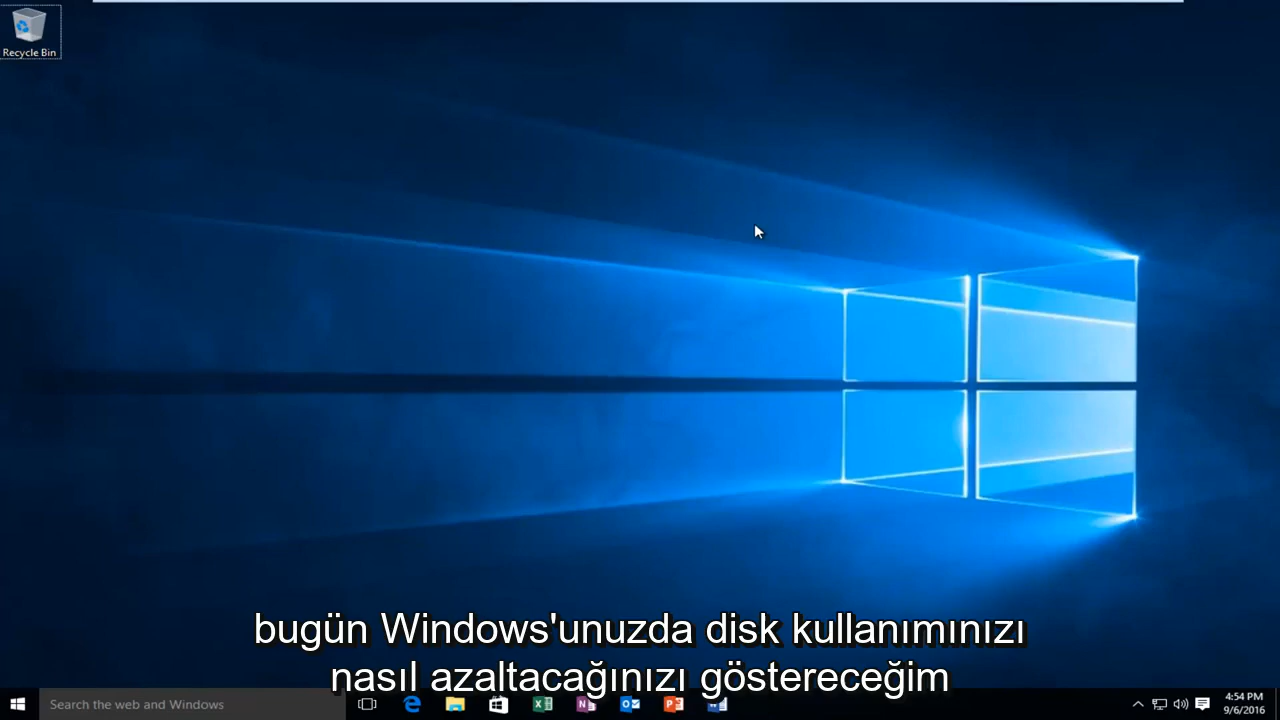 Recycle Bin
bugün Windows'unuzda disk kullanımınızı
nasıl azaltacağınızı göstereceğim
Search the web and Windows
4:54 PM
9/6/2016